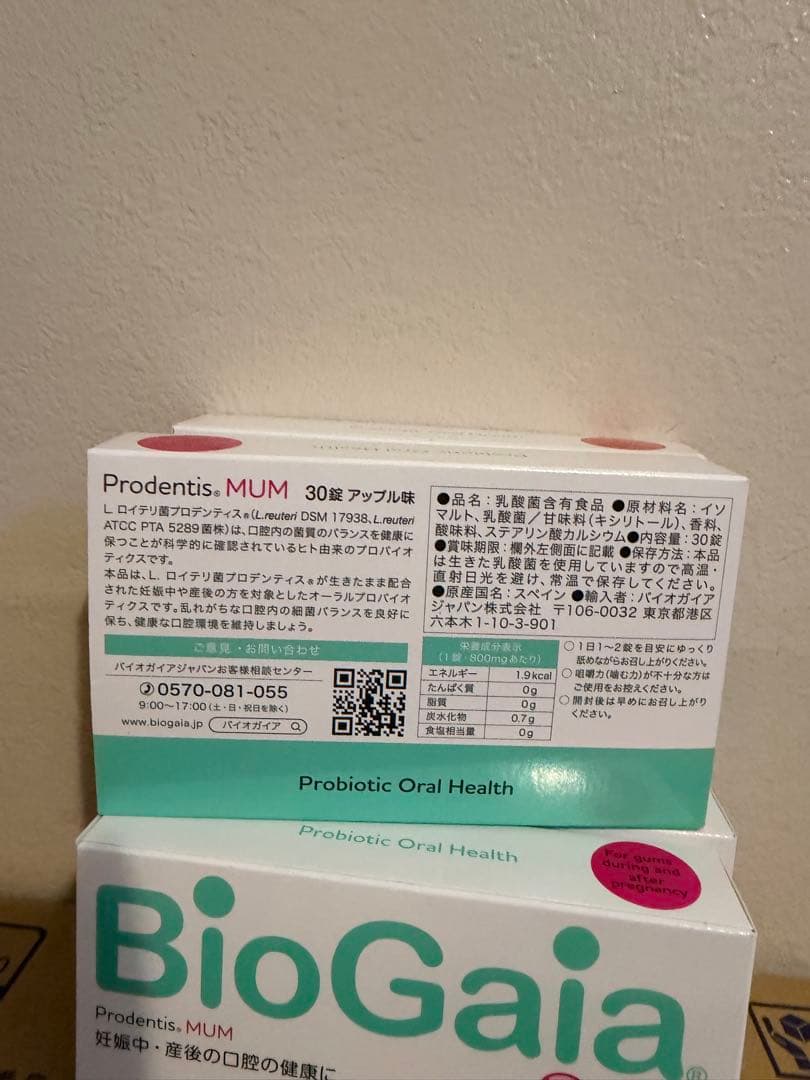 Prodentis® MUM 30錠 アップル味
L. ロイテリ菌プロデンティス®(L.reuteri DSM 17938、L.reuteri
ATCC PTA 5289菌株)は、口腔内の菌質のバランスを健康に
保つことが科学的に確認されているヒト由来のプロバイオ
ティクスです。
本品は、L. ロイテリ菌プロデンティス®が生きたまま配合
された妊娠中や産後の方を対象としたオーラルプロバイオ
ティクスです。乱れがちな口腔内の細菌バランスを良好に
保ち、健康な口腔環境を維持しましょう。
ご意見・お問い合わせ
バイオガイアジャパンお客様相談センター
0570-081-055
9:00〜17:00(土・日・祝日を除く)
www.biogaia.jp バイオガイア
●品名:乳酸菌含有食品 ●原材料名:イソ
マルト、乳酸菌/甘味料(キシリトール)、香料、
酸味料、ステアリン酸カルシウム●内容量:30錠
●賞味期限:欄外左側面に記載 ●保存方法:本品
は生きた乳酸菌を使用していますので高温・
直射日光を避け、常温で保存してください。
●原産国名:スペイン ●輸入者:バイオガイア
ジャパン株式会社 〒106-0032 東京都港区
六本木1-10-3-901
栄養成分表示
(1錠・800mgあたり)
エネルギー 1.9kcal
たんぱく質 0g
脂質 0g
炭水化物 0.7g
食塩相当量 0g
○1日1〜2錠を目安にゆっくり
舐めながらお召し上がりください。
○咀嚼力(噛む力)が不十分な方は
ご使用をお控えください。
○開封後は早めにお召し上がり
ください。
Probiotic Oral Health
Probiotic Oral Health
For gums
during and
after
pregnancy
BioGaia®
Prodentis® MUM
妊娠中・産後の口腔の健康に